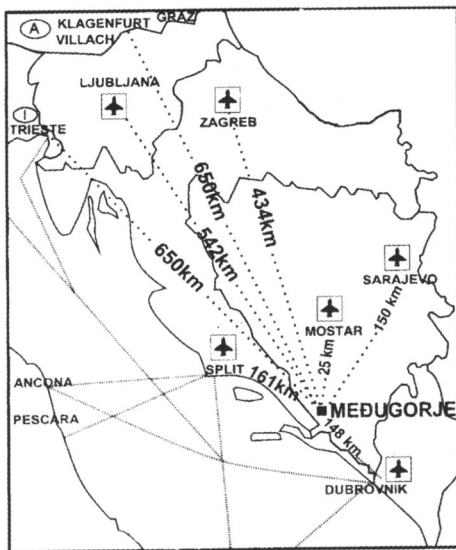 GRAZ
A KLAGENFURT
VILLACH
LJUBLJANA
ZAGREB
I
TRIESTE
650km
434km
542km
650km
SARAJEVO
150 km
MOSTAR
25 km
SPLIT
161km
ANCONA
MEĐUGORJE
PESCARA
148 km
DUBROVNIK